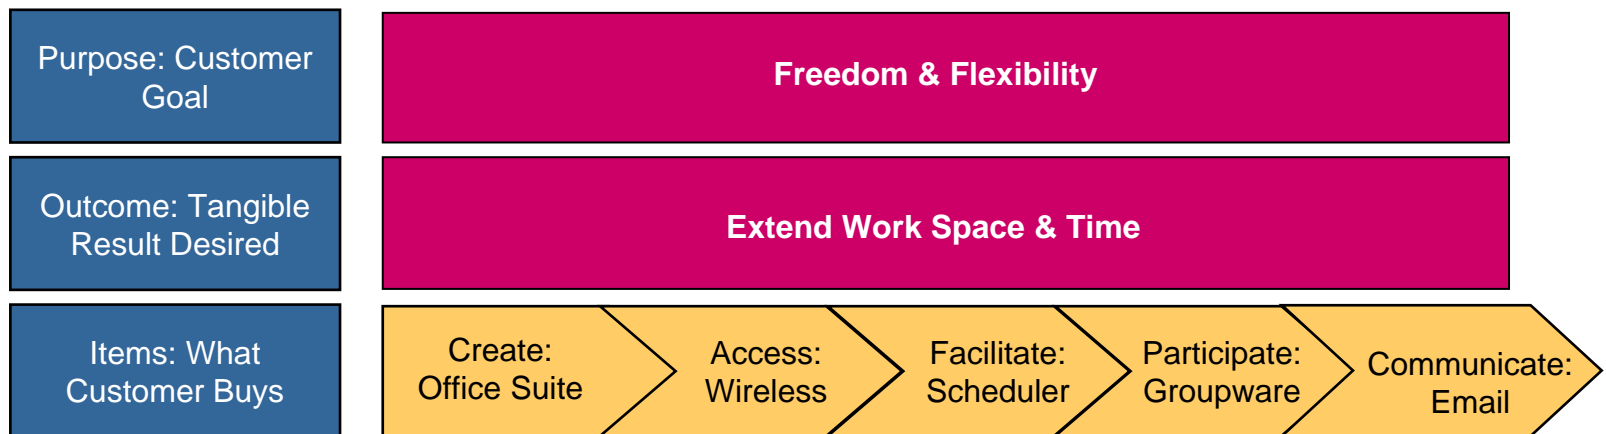 Purpose: Customer
Goal
Freedom & Flexibility
Outcome: Tangible
Result Desired
Extend Work Space & Time
Items: What
Customer Buys
Create:
Office Suite
Access:
Wireless
Facilitate:
Scheduler
Participate:
Groupware
Communicate:
Email